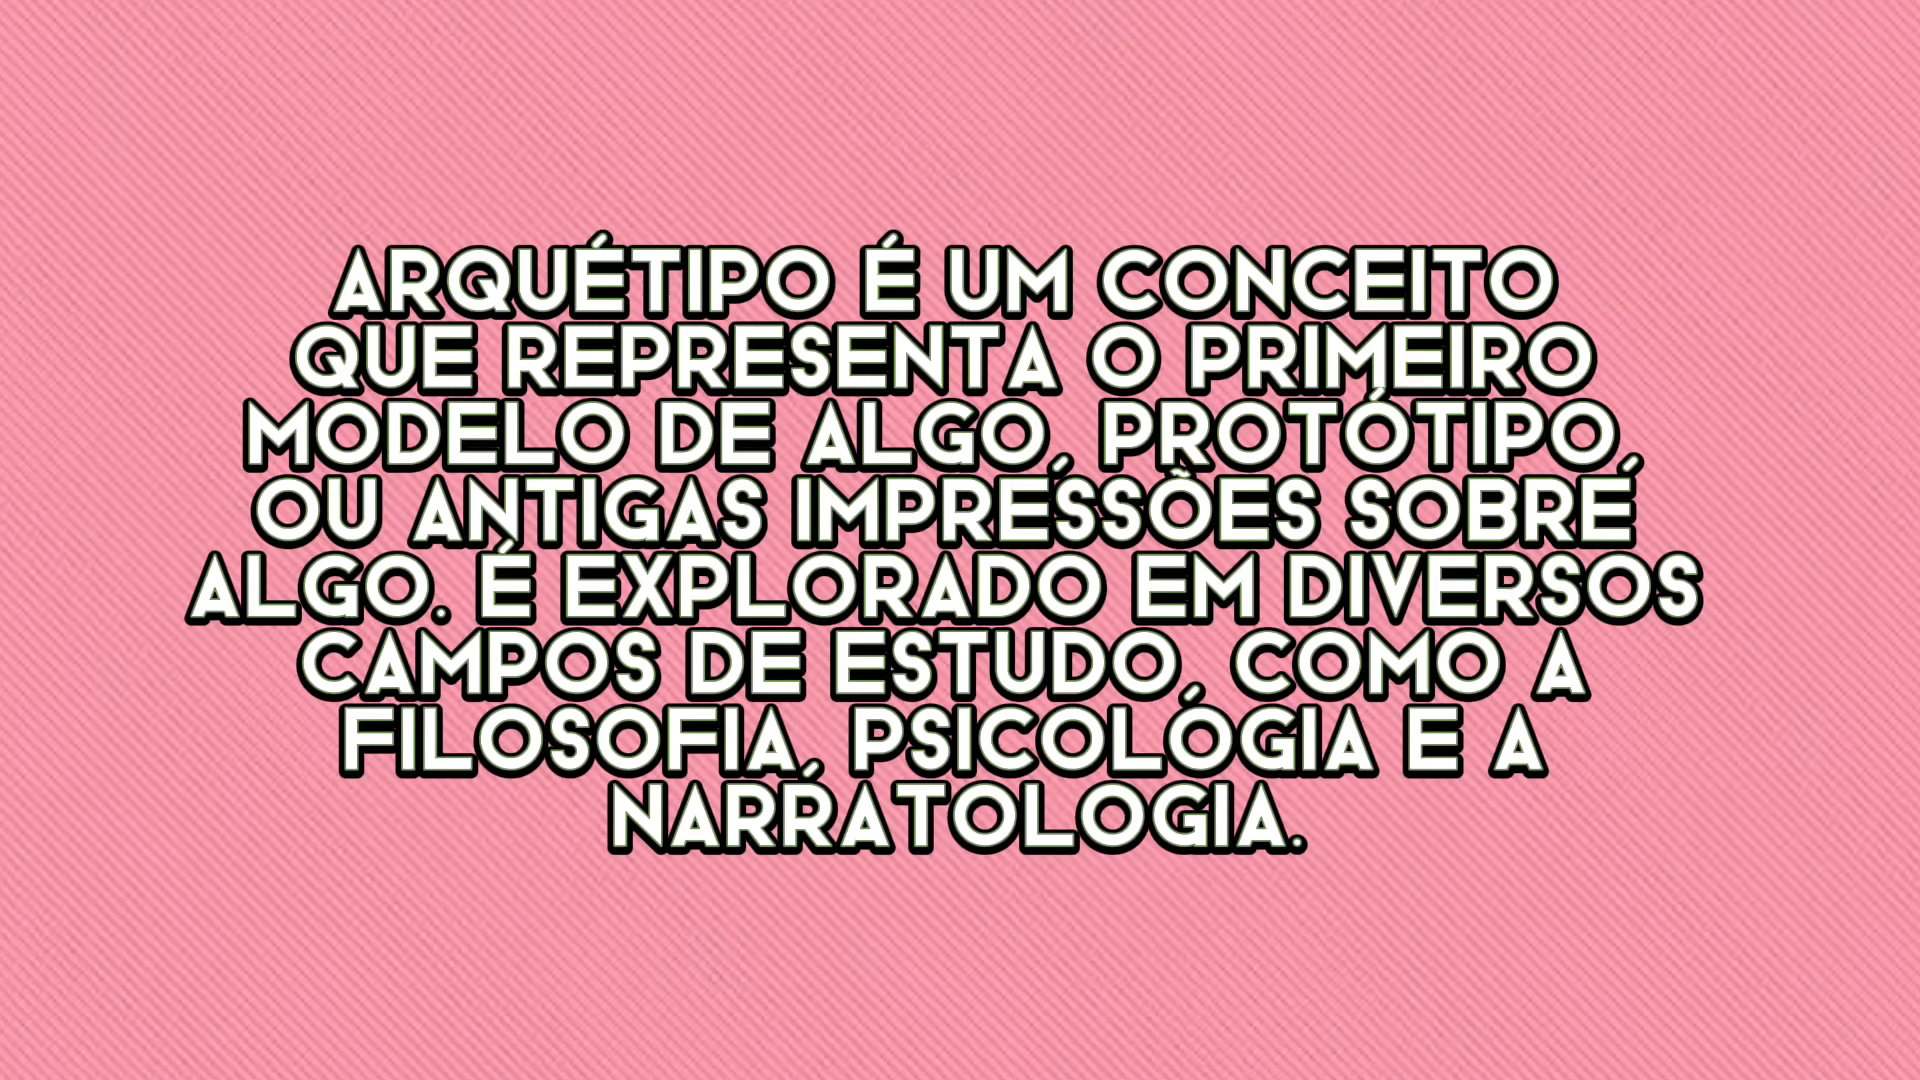 ARQUÉTIPO É UM CONCEITO
QUE REPRESENTA O PRIMEIRO
MODELO DE ALGO, PROTÓTIPO,
OU ANTIGAS IMPRESSÕES SOBRE
ALGO. É EXPLORADO EM DIVERSOS
CAMPOS DE ESTUDO, COMO A
FILOSOFIA, PSICOLOGIA E A
NARRATOLOGIA.